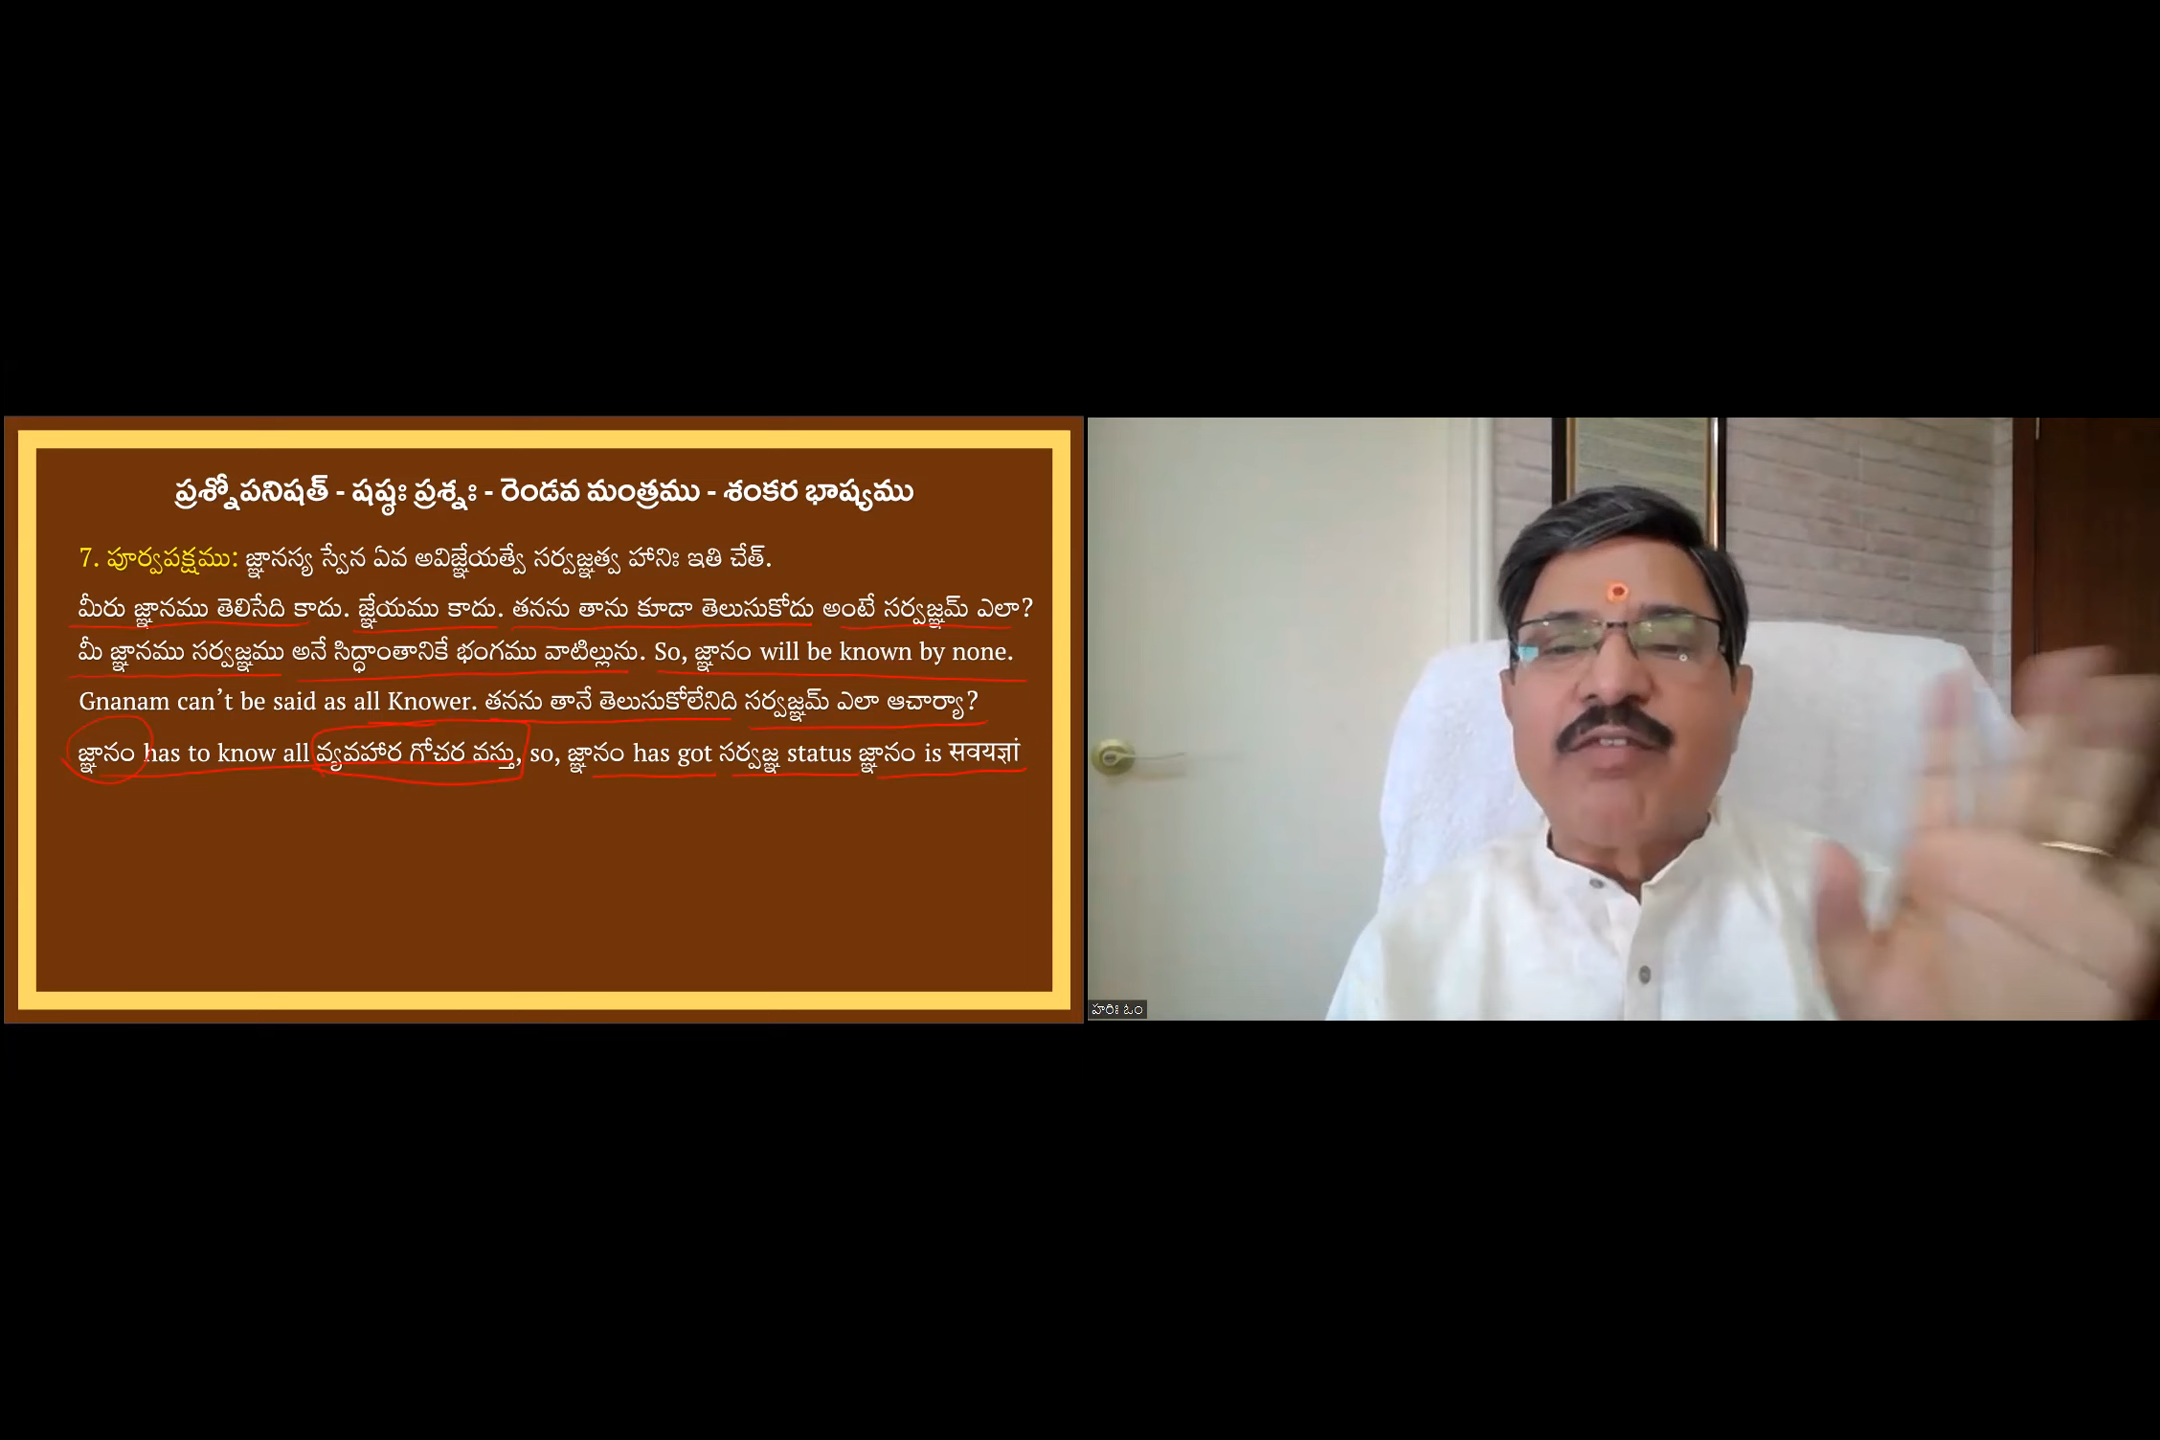 ప్రశ్నోపనిషత్ - షష్ఠః ప్రశ్నః - రెండవ మంత్రము - శంకర భాష్యము
7. పూర్వపక్షము: జ్ఞానస్య స్వేన ఏవ అవిజ్ఞేయత్వే సర్వజ్ఞత్వ హానిః ఇతి చేత్.
మీరు జ్ఞానము తెలిసేది కాదు. జ్ఞేయము కాదు. తనను తాను కూడా తెలుసుకోదు అంటే సర్వజ్ఞమ్ ఎలా?
మీ జ్ఞానము సర్వజ్ఞము అనే సిద్ధాంతానికే భంగము వాటిల్లును. So, జ్ఞానం will be known by none.
Gnanam can’t be said as all Knower. తనను తానే తెలుసుకోలేనిది సర్వజ్ఞమ్ ఎలా ఆచార్యా?
జ్ఞానం has to know all వ్యవహార గోచర వస్తు, so, జ్ఞానం has got సర్వజ్ఞ status జ్ఞానం is सवयज्ञां
హరిః ఓం